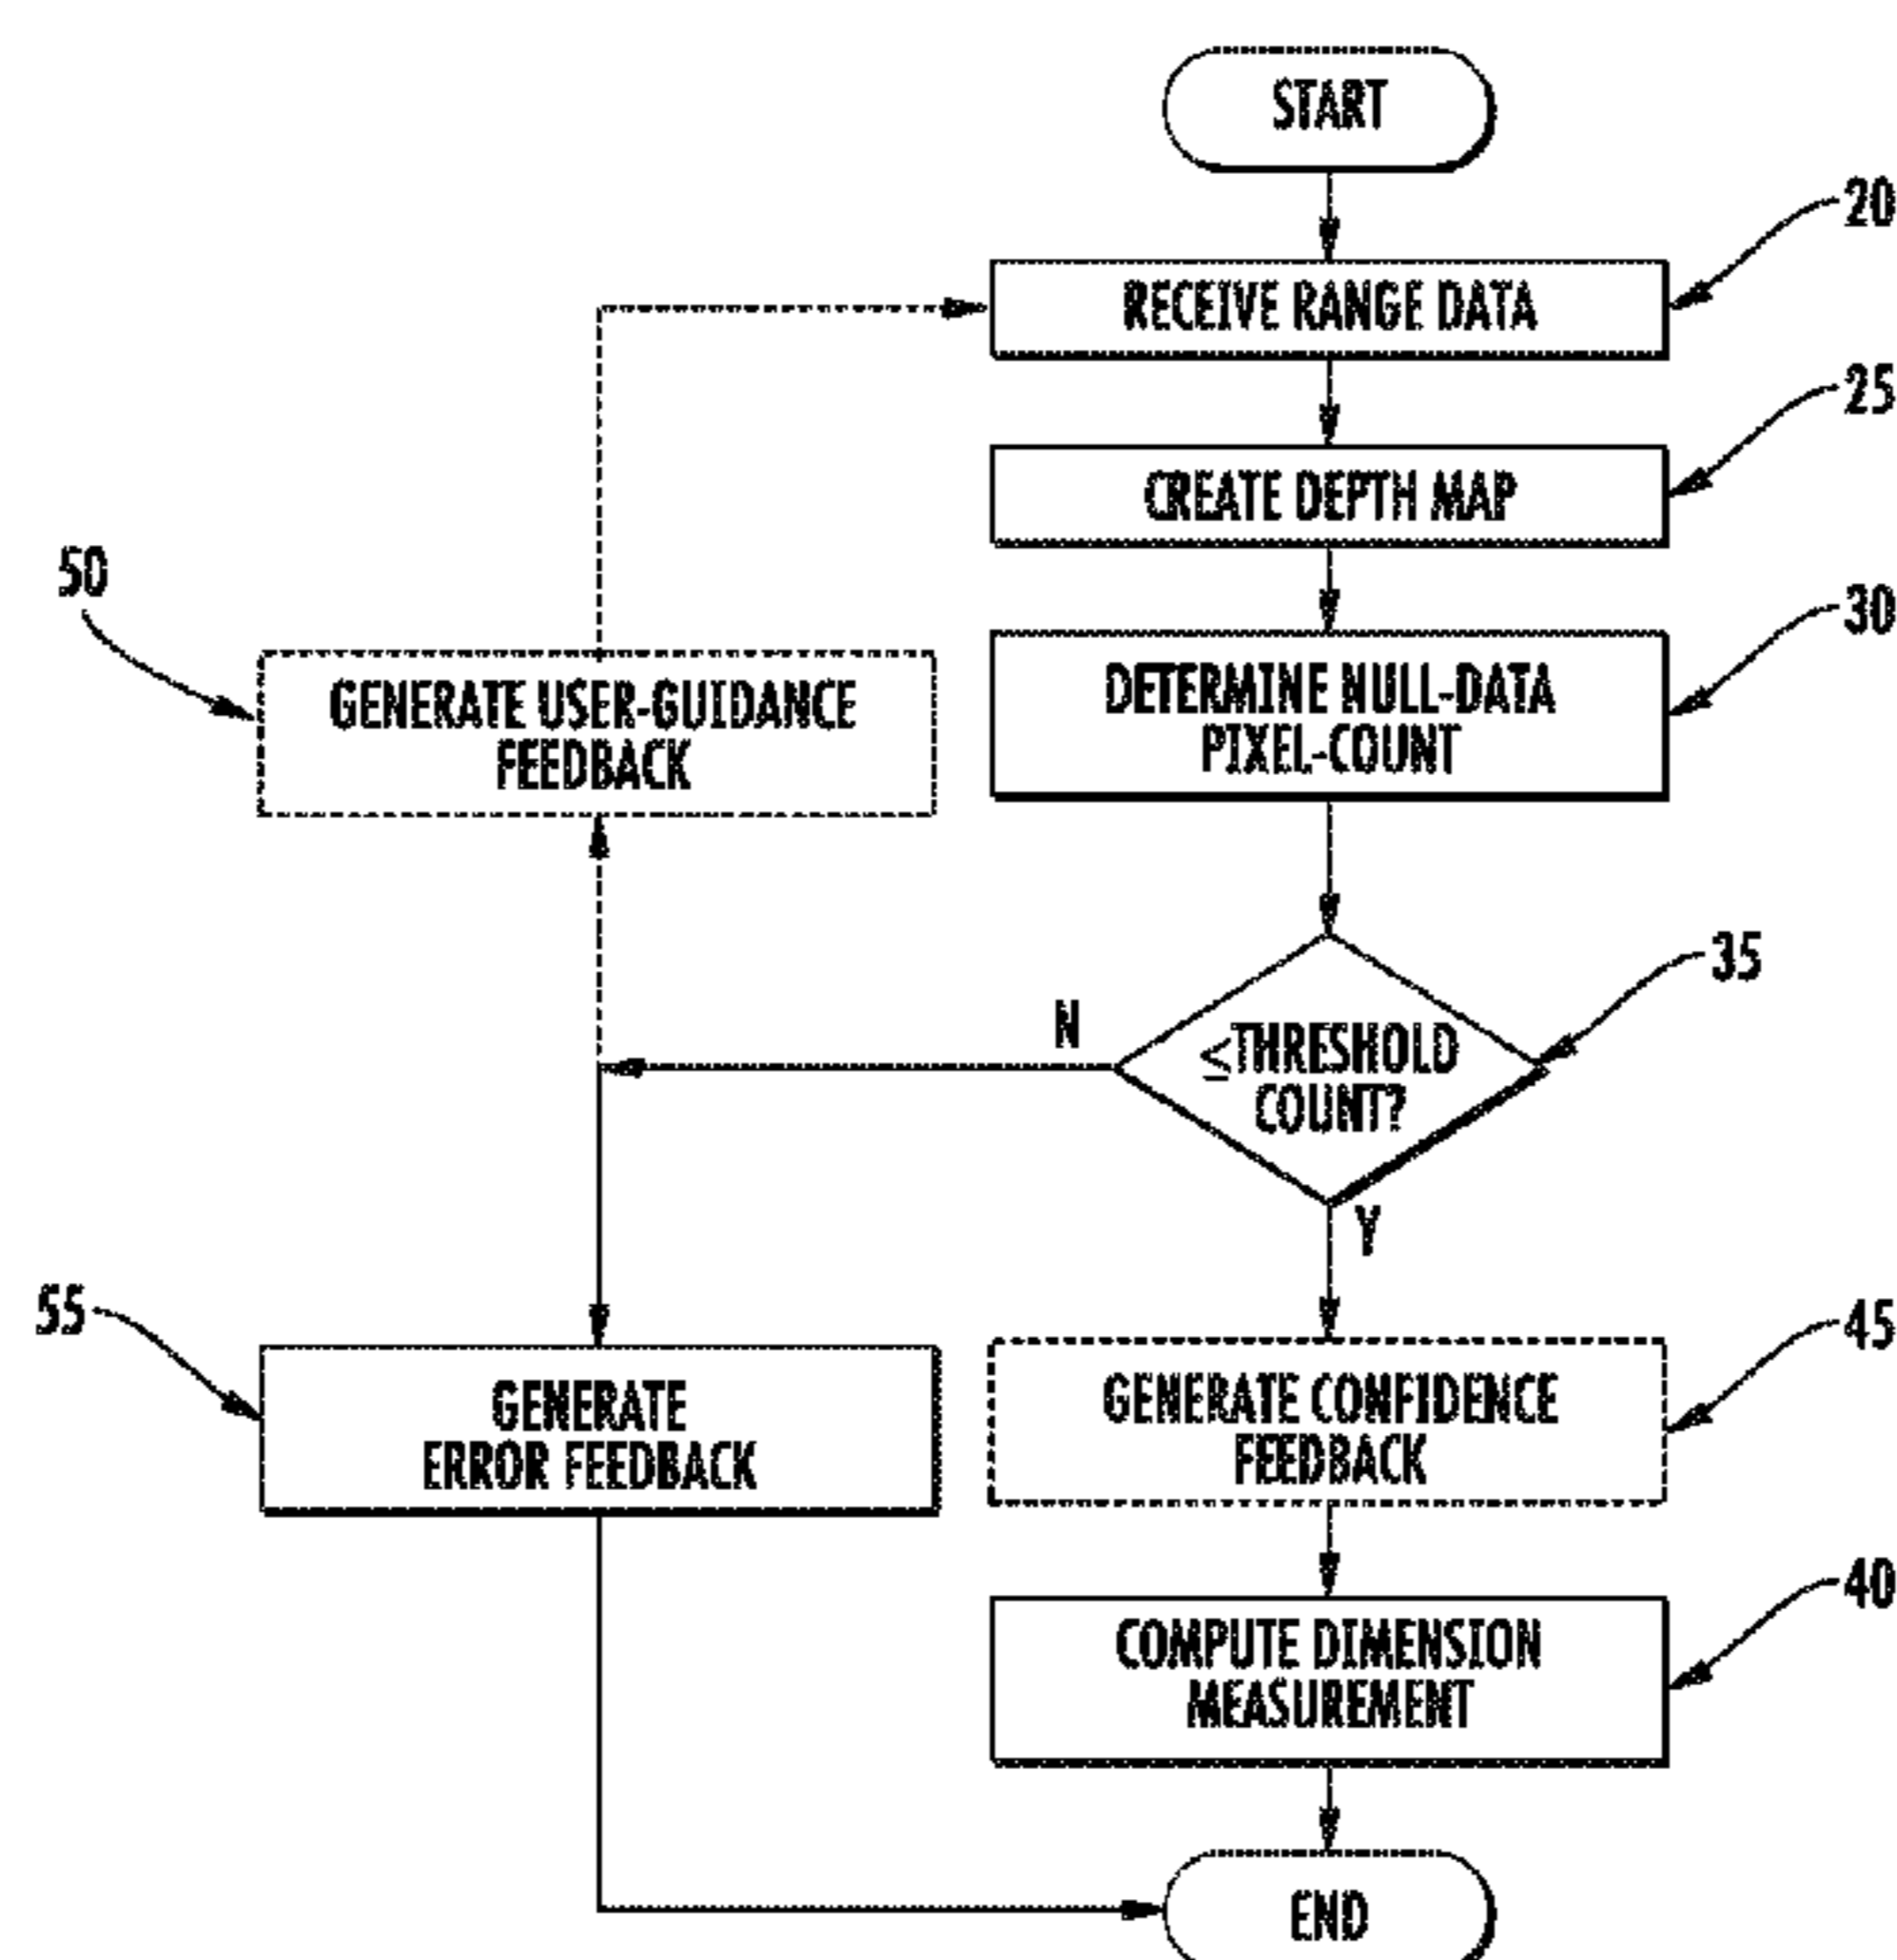 START
20
RECEIVE RANGE DATA
25
CREATE DEPTH MAP
30
DETERMINE NULL-DATA
PIXEL-COUNT
50
GENERATE USER-GUIDANCE
FEEDBACK
35
N
≤THRESHOLD
COUNT?
Y
55
GENERATE
ERROR FEEDBACK
45
GENERATE CONFIDENCE
FEEDBACK
40
COMPUTE DIMENSION
MEASUREMENT
END